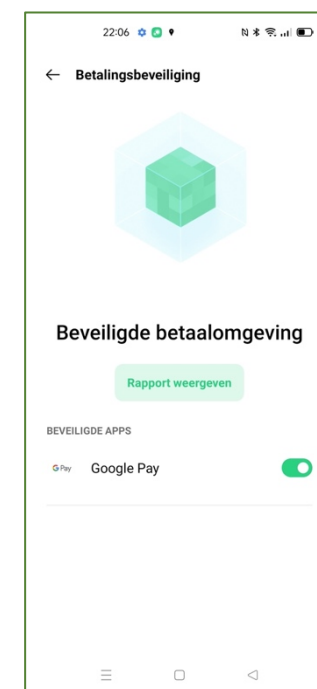 22:06
Betalingsbeveiliging
Beveiligde betaalomgeving
Rapport weergeven
BEVEILIGDE APPS
G Pay Google Pay